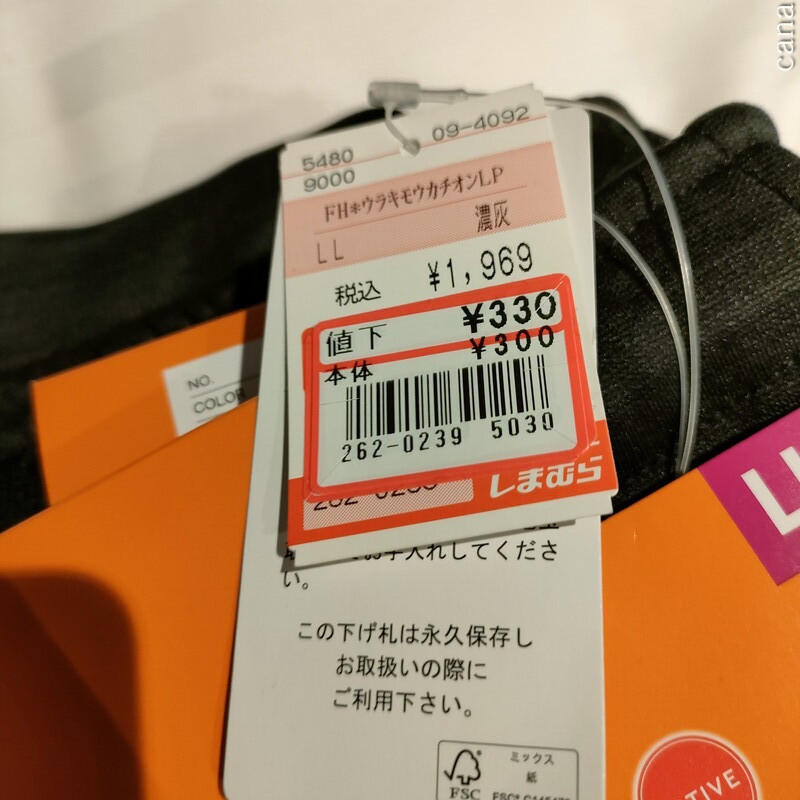 cana
09-4092
5480
9000
FH*ウラキモウカチオンLP
LL 濃灰
税込 ¥1,969
値下 ¥330
本体 ¥300
262-0239 5030
しまむら
NO.
COLOR
お手入れしてくださ
い。
この下げ札は永久保存し
お取扱いの際に
ご利用下さい。
ミックス
紙
FSC